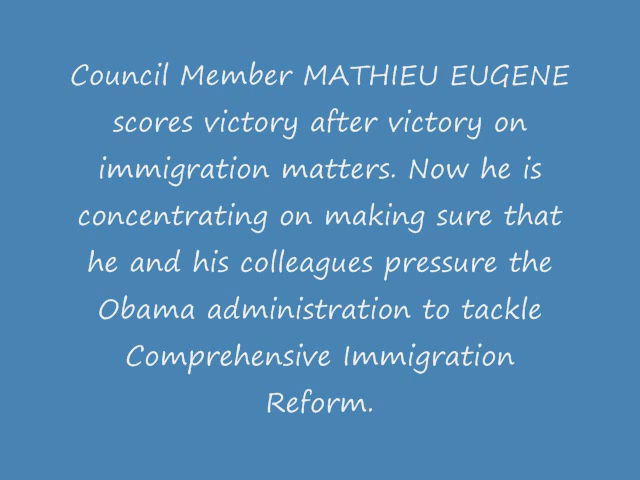 Council Member MATHIEU EUGENE
scores victory after victory on
immigration matters. Now he is
concentrating on making sure that
he and his colleagues pressure the
Obama administration to tackle
Comprehensive Immigration
Reform.